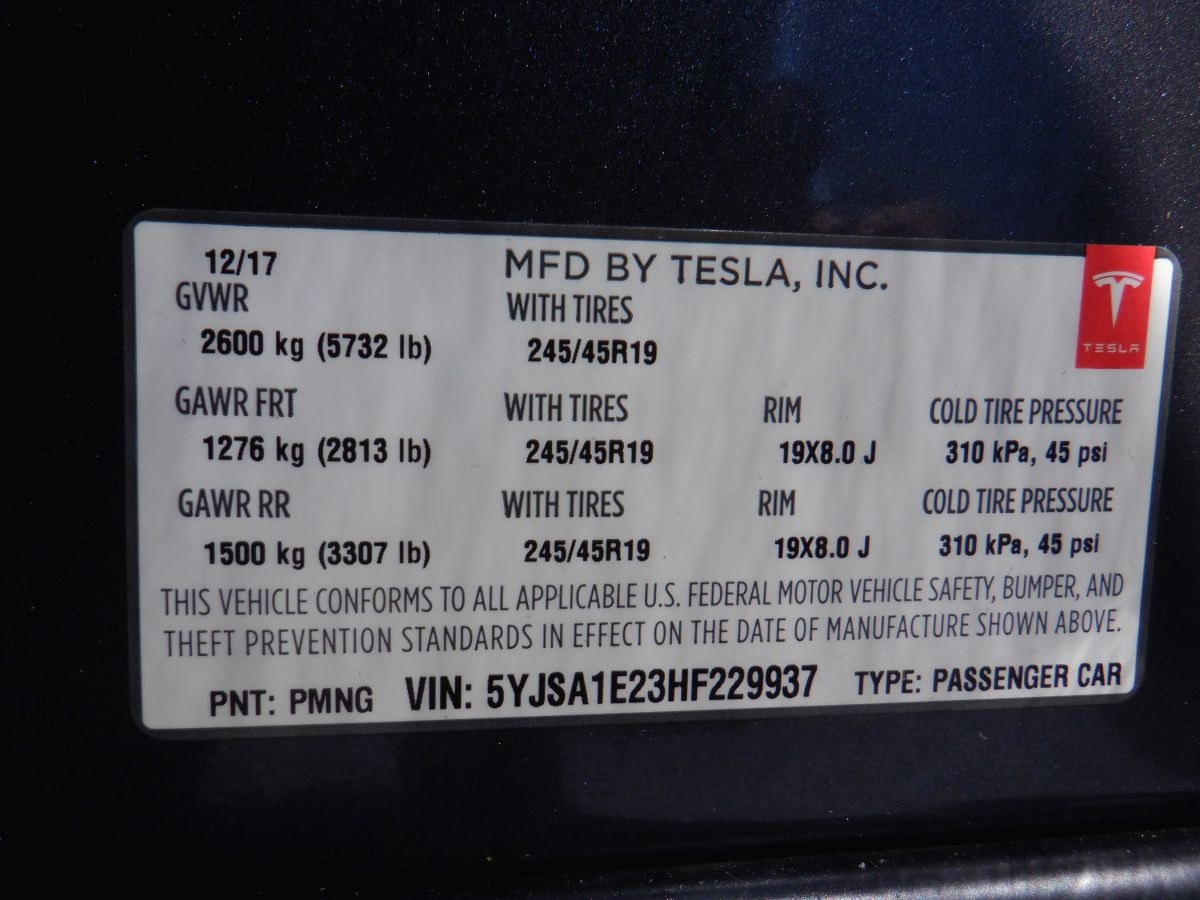 12/17 MFD BY TESLA, INC.
GVWR WITH TIRES
2600 kg (5732 lb) 245/45R19
TESLA
GAWR FRT WITH TIRES RIM COLD TIRE PRESSURE
1276 kg (2813 lb) 245/45R19 19X8.0 J 310 kPa, 45 psi
GAWR RR WITH TIRES RIM COLD TIRE PRESSURE
1500 kg (3307 lb) 245/45R19 19X8.0 J 310 kPa, 45 psi
THIS VEHICLE CONFORMS TO ALL APPLICABLE U.S. FEDERAL MOTOR VEHICLE SAFETY, BUMPER, AND
THEFT PREVENTION STANDARDS IN EFFECT ON THE DATE OF MANUFACTURE SHOWN ABOVE.
PNT: PMNG VIN: 5YJSA1E23HF229937 TYPE: PASSENGER CAR